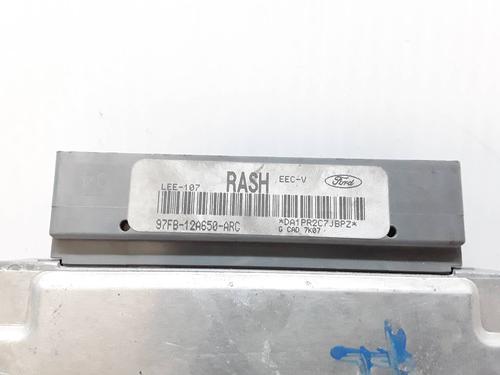 LEE-107 RASH EEC-V Ford
97FB-12A650-ARC *DA1PR2C7JBPZ*
G CAD 7K07